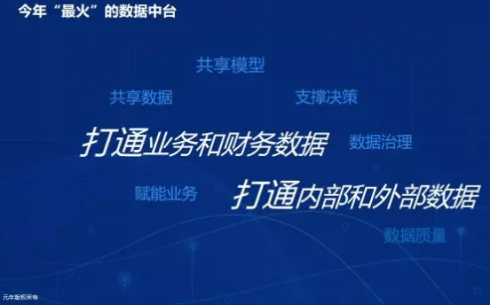 今年“最火”的数据中台
共享模型
共享数据
支撑决策
打通业务和财务数据
数据治理
赋能业务
打通内部和外部数据
数据质量
元年版权所有